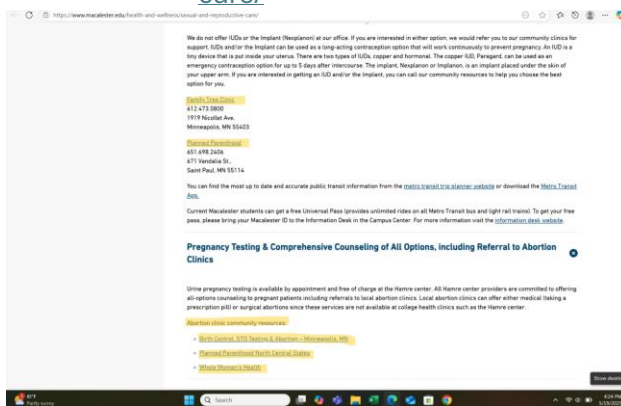 care/
https://www.macalester.edu/health-and-wellness/sexual-and-reproductive-care/
We do not offer IUDs or the Implant (Nexplanon) at our office. If you are interested in either option, we would refer you to our community clinics for
support. IUDs and/or the Implant can be used as a long-acting contraception option that will work continuously to prevent pregnancy. An IUD is a
tiny device that is put inside your uterus. There are two types of IUDs, copper and hormonal. The copper IUD, Paragard, can be used as an
emergency contraception option for up to 5 days after intercourse. The implant, Nexplanon or Implanon, is an implant placed under the skin of
your upper arm. If you are interested in getting an IUD and/or the Implant, you can call our community resources to help you choose the best
option for you.
Family Tree Clinic
612.473.0800
1919 Nicollet Ave.
Minneapolis, MN 55403
Planned Parenthood
651.698.2406
671 Vandalia St.
Saint Paul, MN 55114
You can find the most up to date and accurate public transit information from the metro transit trip planner website or download the Metro Transit
App.
Current Macalester students can get a free Universal Pass (provides unlimited rides on all Metro Transit bus and light rail trains). To get your free
pass, please bring your Macalester ID to the Information Desk in the Campus Center. For more information visit the information desk website.
Pregnancy Testing & Comprehensive Counseling of All Options, including Referral to Abortion
Clinics
Urine pregnancy testing is available by appointment and free of charge at the Hamre center. All Hamre center providers are committed to offering
all-options counseling to pregnant patients including referrals to local abortion clinics. Local abortion clinics can offer either medical (taking a
prescription pill) or surgical abortions since these services are not available at college health clinics such as the Hamre center.
Abortion clinic community resources:
Birth Control, STD Testing & Abortion – Minneapolis, MN
Planned Parenthood North Central States
Whole Woman's Health
Show desktop
81°F
Partly sunny
Search
4:24 PM